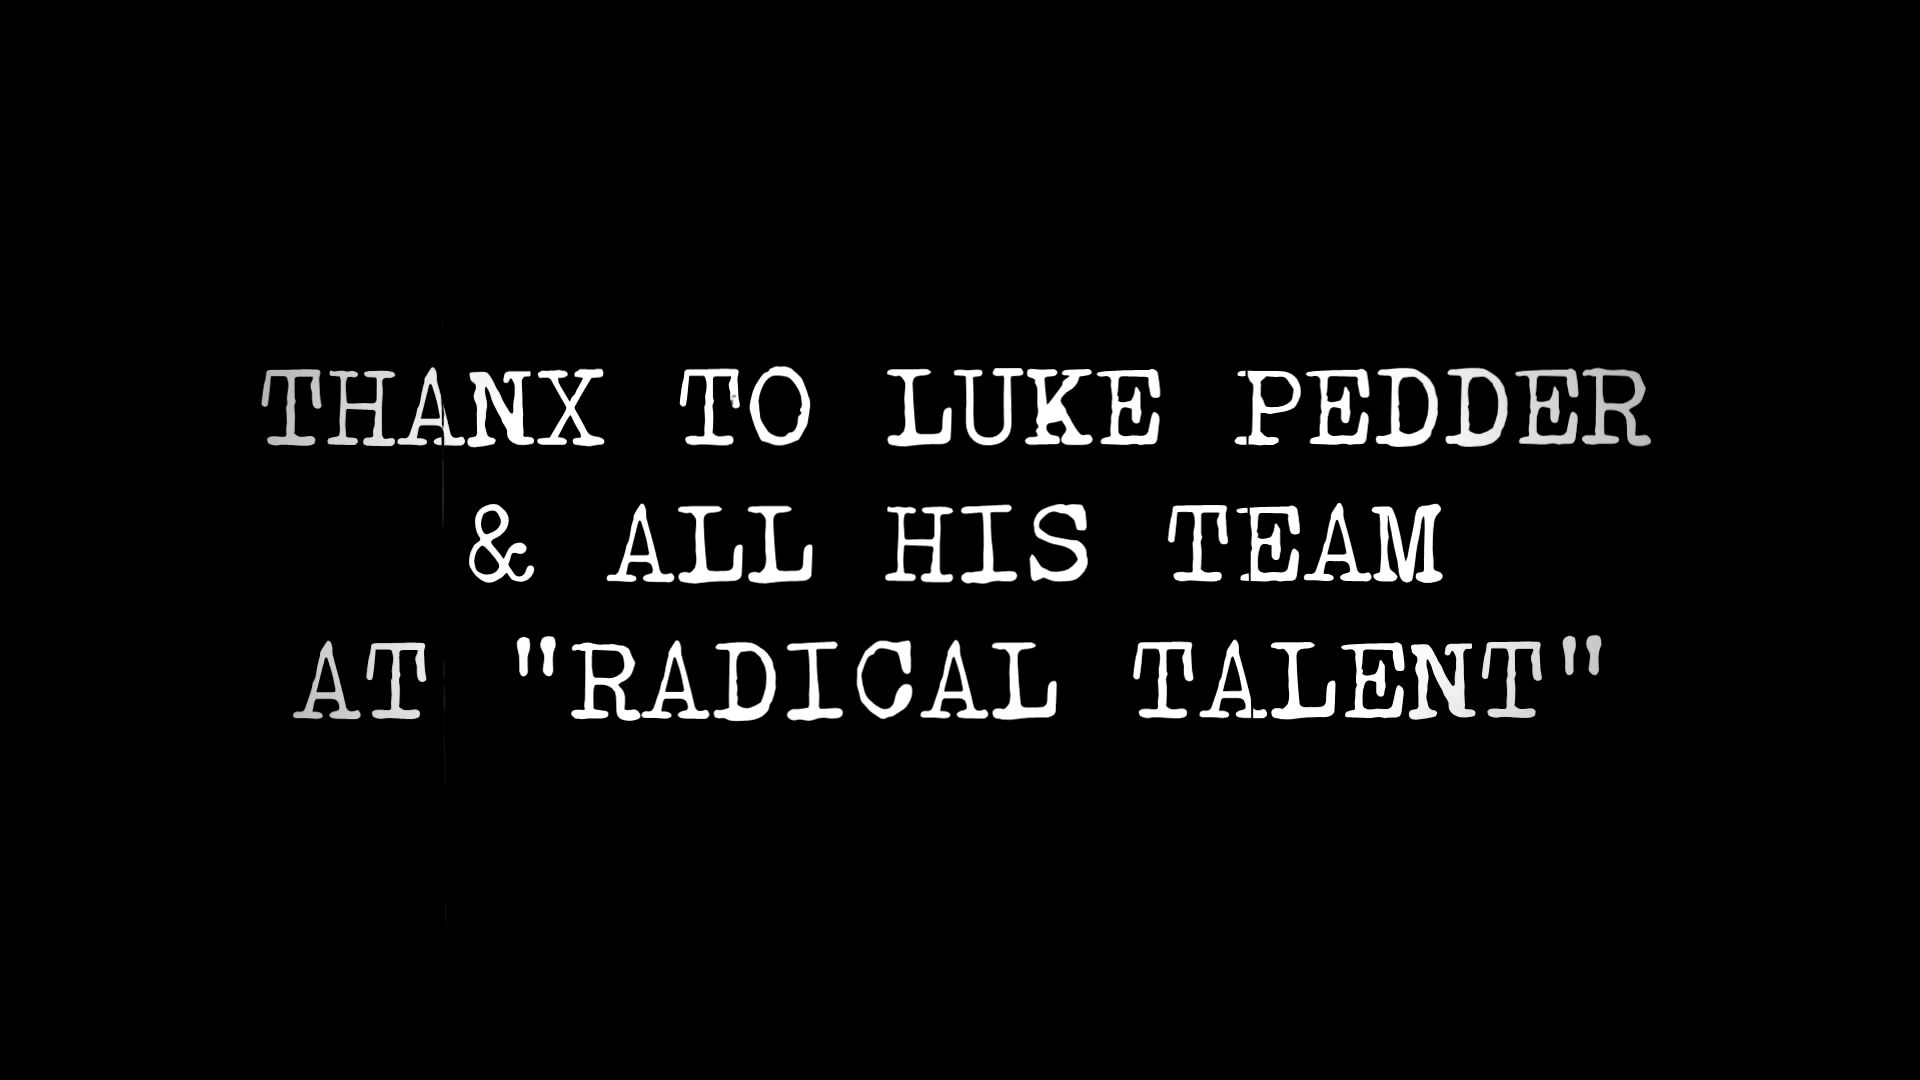 THANX TO LUKE PEDDER
& ALL HIS TEAM
AT "RADICAL TALENT"